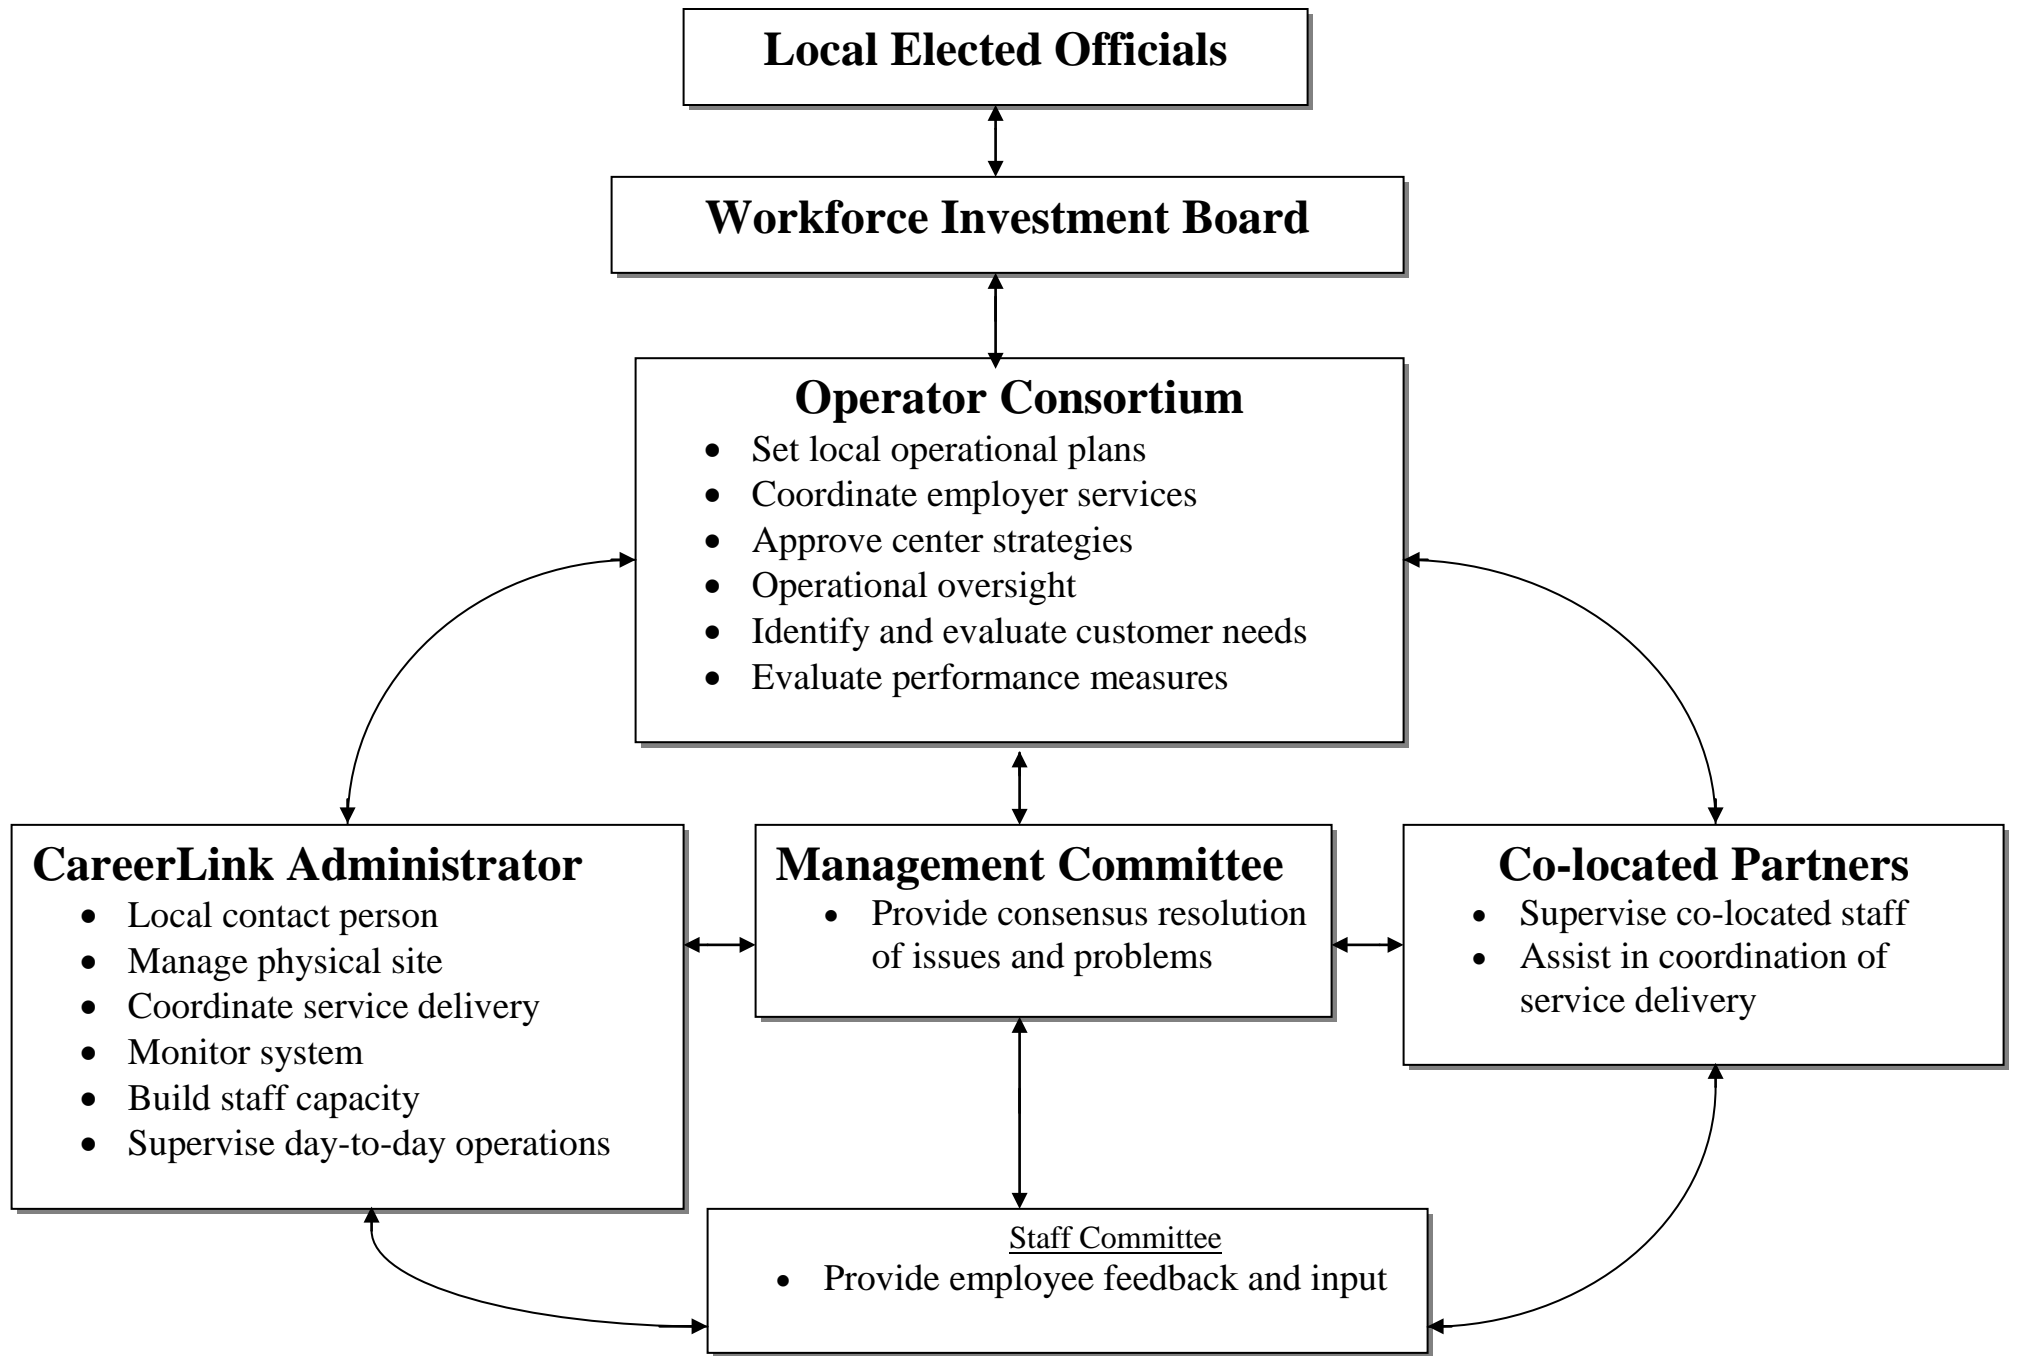 Local Elected Officials
Workforce Investment Board
Operator Consortium
• Set local operational plans
• Coordinate employer services
• Approve center strategies
• Operational oversight
• Identify and evaluate customer needs
• Evaluate performance measures
CareerLink Administrator
• Local contact person
• Manage physical site
• Coordinate service delivery
• Monitor system
• Build staff capacity
• Supervise day-to-day operations
Management Committee
• Provide consensus resolution
of issues and problems
Co-located Partners
• Supervise co-located staff
• Assist in coordination of
service delivery
Staff Committee
• Provide employee feedback and input